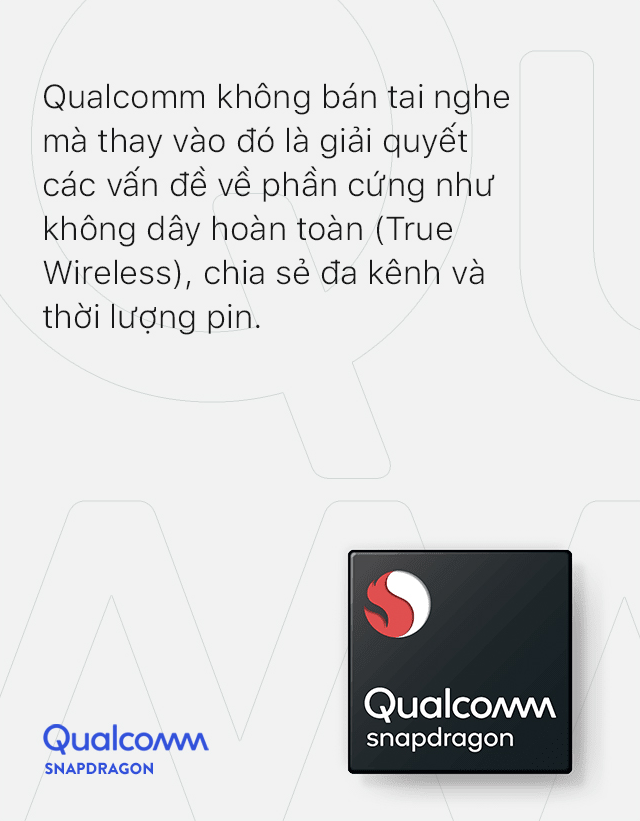 Qualcomm không bán tai nghe
mà thay vào đó là giải quyết
các vấn đề về phần cứng như
không dây hoàn toàn (True
Wireless), chia sẻ đa kênh và
thời lượng pin.
Qualcomm
snapdragon
Qualcomm
SNAPDRAGON